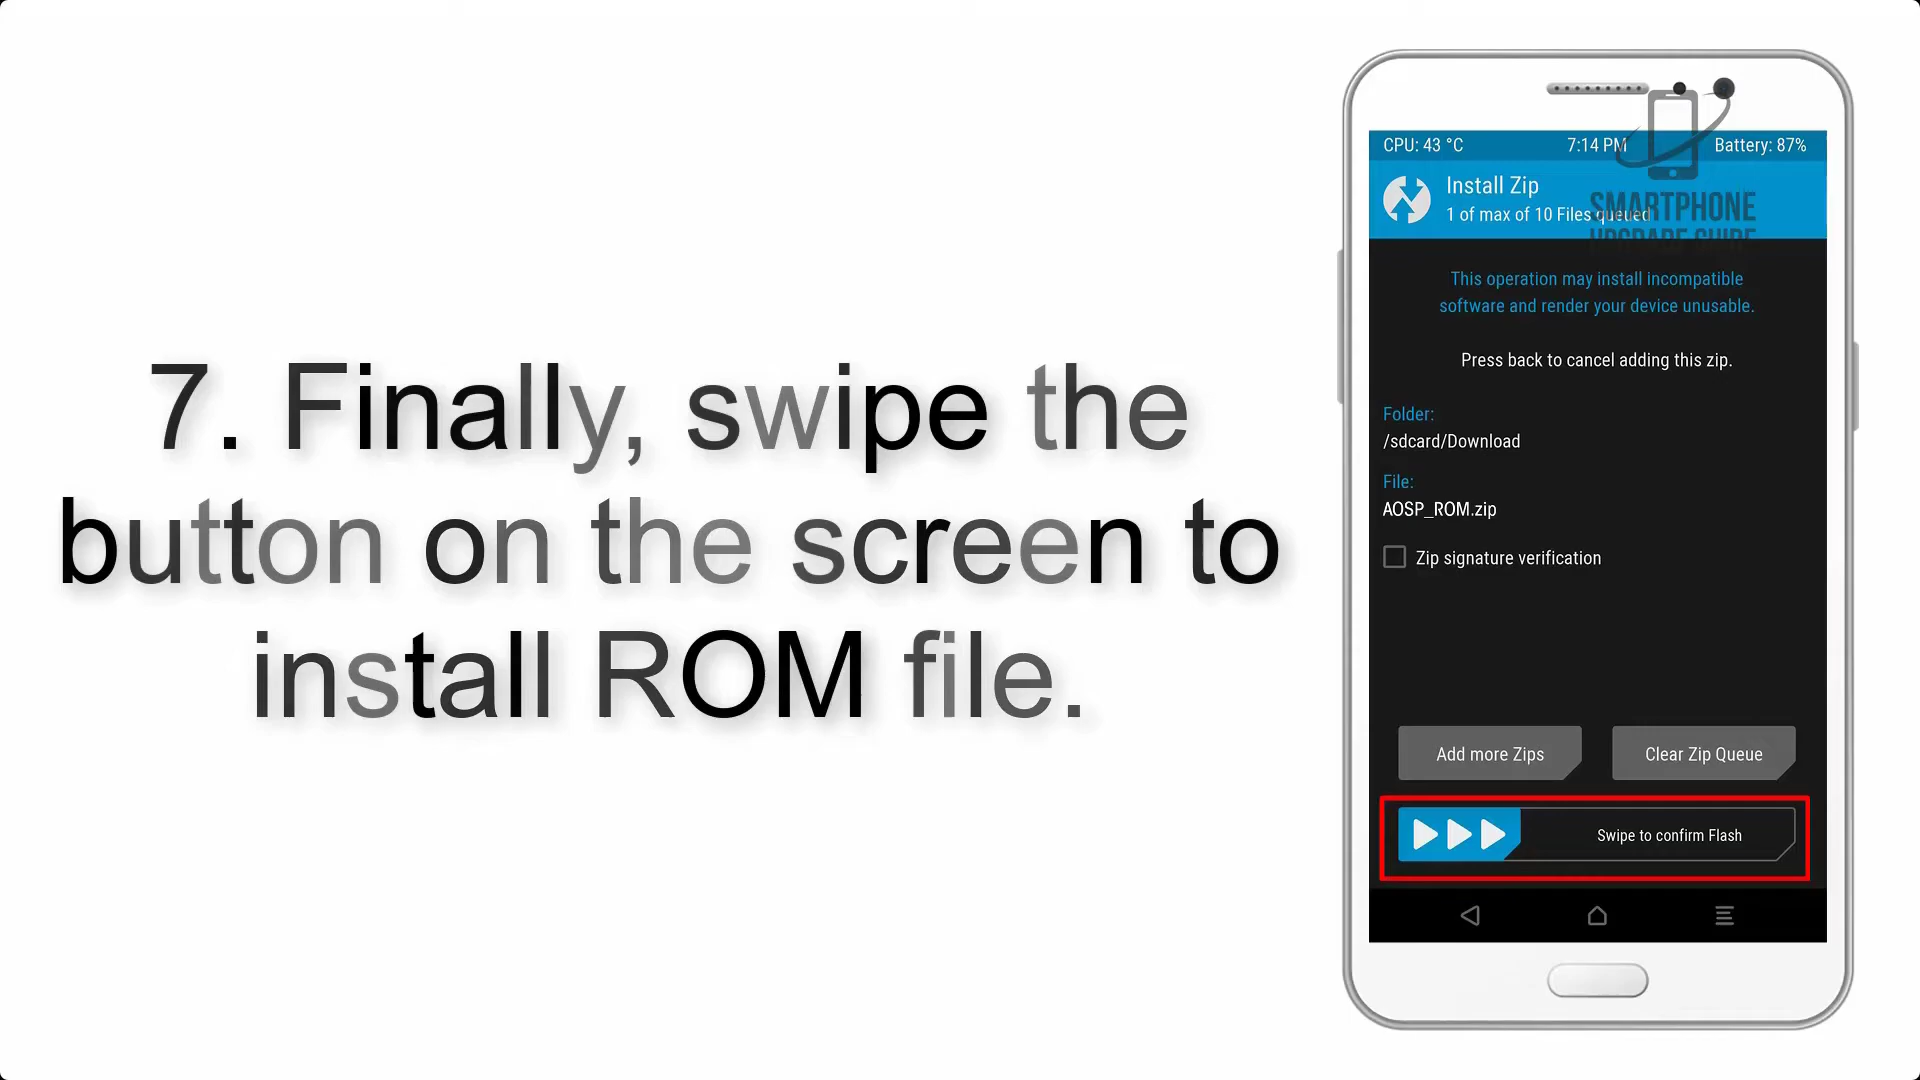 7. Finally, swipe the
button on the screen to
install ROM file.
CPU: 43 °C 7:14 PM Battery: 87%
Install Zip
1 of max of 10 Files queued
SMARTPHONE
UPGRADE GUIDE
This operation may install incompatible
software and render your device unusable.
Press back to cancel adding this zip.
Folder:
/sdcard/Download
File:
AOSP_ROM.zip
Zip signature verification
Add more Zips Clear Zip Queue
Swipe to confirm Flash